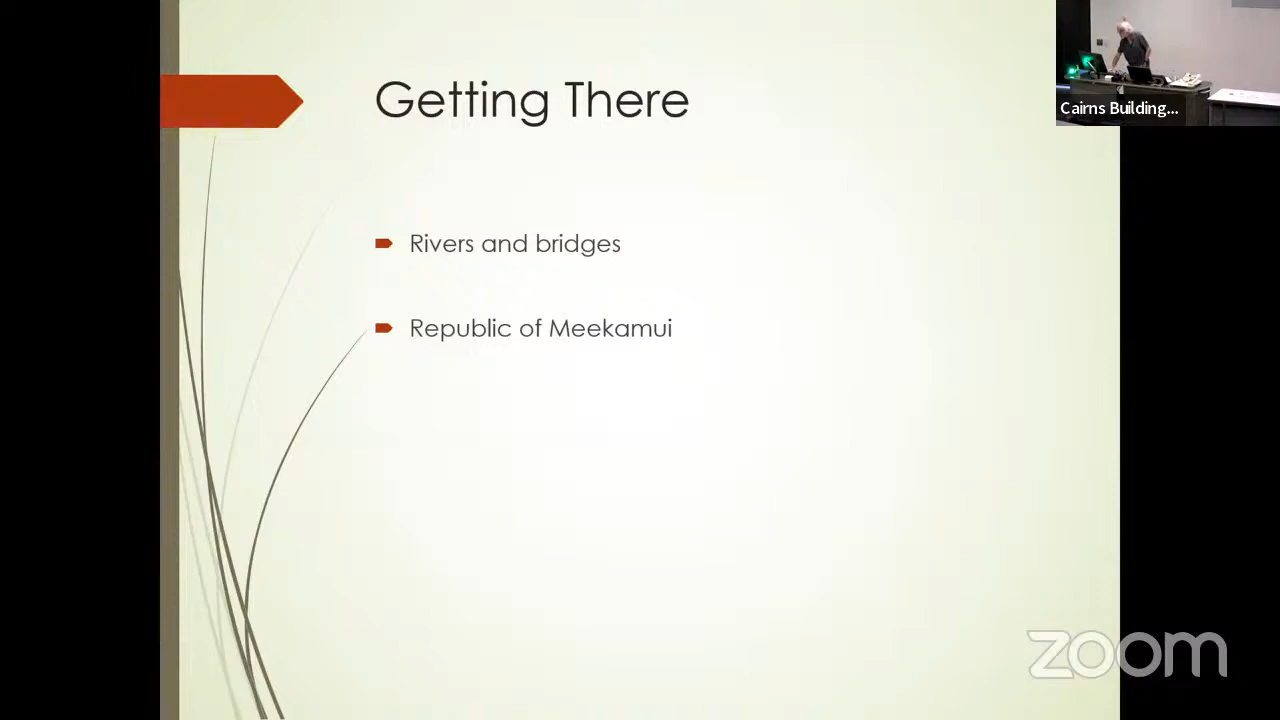 Getting There
Cairns Building...
Rivers and bridges
Republic of Meekamui
zoom